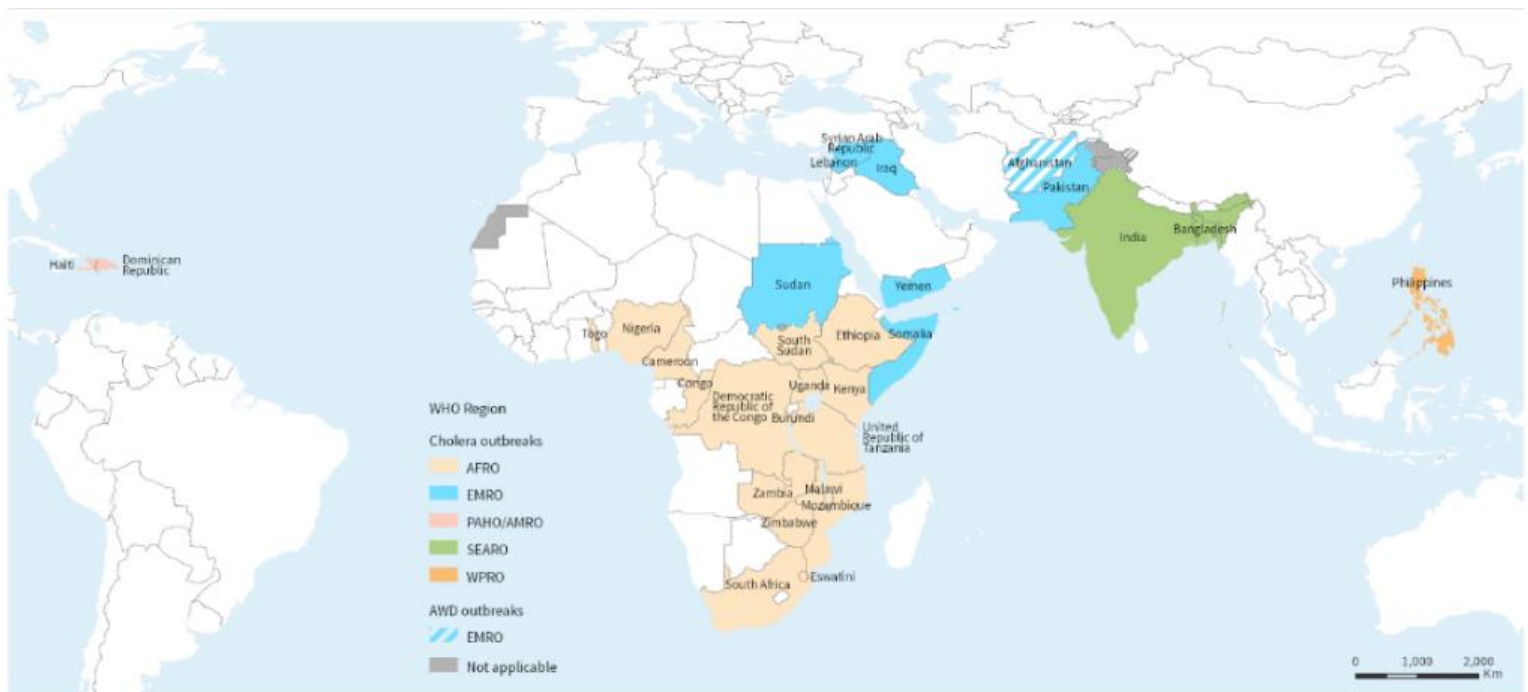 Syrian Arab
Republic
Lebanon
Iraq
Afghanistan
Pakistan
India
Bangladesh
Haiti
Dominican
Republic
Philippines
Sudan
Yemen
Togo
Nigeria
South
Sudan
Ethiopia
Somalia
Cameroon
Congo
Democratic
Republic of
the Congo
Uganda
Kenya
Burundi
United
Republic of
Tanzania
Zambia
Malawi
Mozambique
Zimbabwe
South Africa
Eswatini
WHO Region
Cholera outbreaks
AFRO
EMRO
PAHO/AMRO
SEARO
WPRO
AWD outbreaks
EMRO
Not applicable
0 1,000 2,000
Km